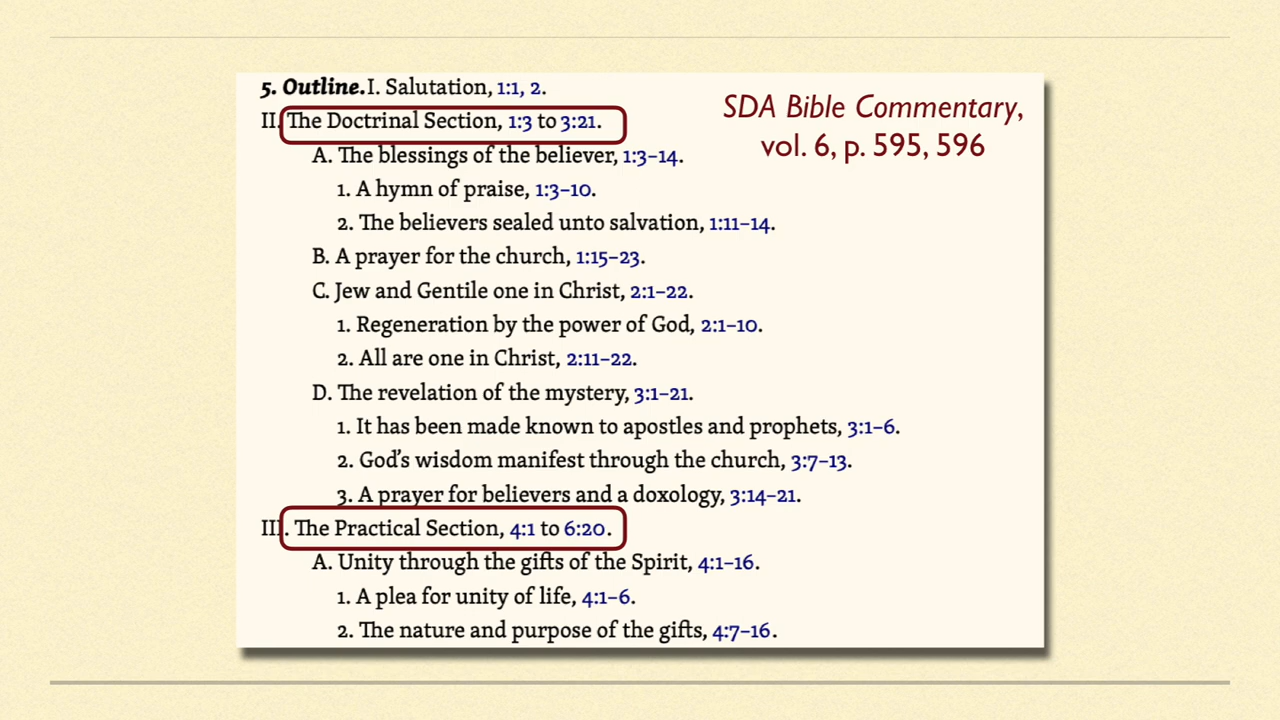 5. Outline. I. Salutation, 1:1, 2.
II. The Doctrinal Section, 1:3 to 3:21.
A. The blessings of the believer, 1:3–14.
1. A hymn of praise, 1:3–10.
2. The believers sealed unto salvation, 1:11–14.
B. A prayer for the church, 1:15–23.
C. Jew and Gentile one in Christ, 2:1–22.
1. Regeneration by the power of God, 2:1–10.
2. All are one in Christ, 2:11–22.
D. The revelation of the mystery, 3:1–21.
1. It has been made known to apostles and prophets, 3:1–6.
2. God’s wisdom manifest through the church, 3:7–13.
3. A prayer for believers and a doxology, 3:14–21.
III. The Practical Section, 4:1 to 6:20.
A. Unity through the gifts of the Spirit, 4:1–16.
1. A plea for unity of life, 4:1–6.
2. The nature and purpose of the gifts, 4:7–16.
SDA Bible Commentary,
vol. 6, p. 595, 596